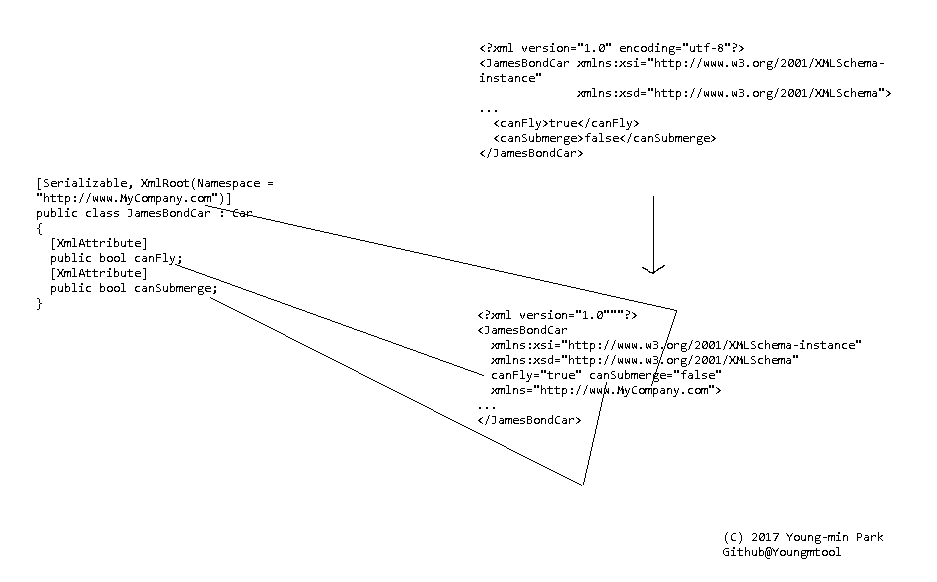 <?xml version="1.0" encoding="utf-8"?>
<JamesBondCar xmlns:xsi="http://www.w3.org/2001/XMLSchema-
instance"
xmlns:xsd="http://www.w3.org/2001/XMLSchema">
...
<canFly>true</canFly>
<canSubmerge>false</canSubmerge>
</JamesBondCar>
[Serializable, XmlRoot(Namespace =
"http://www.MyCompany.com")]
public class JamesBondCar : Car
{
[XmlAttribute]
public bool canFly;
[XmlAttribute]
public bool canSubmerge;
}
<?xml version="1.0"""?>
<JamesBondCar
xmlns:xsi="http://www.w3.org/2001/XMLSchema-instance"
xmlns:xsd="http://www.w3.org/2001/XMLSchema"
canFly="true" canSubmerge="false"
xmlns="http://www.MyCompany.com">
...
</JamesBondCar>
(C) 2017 Young-min Park
Github@Youngmtool